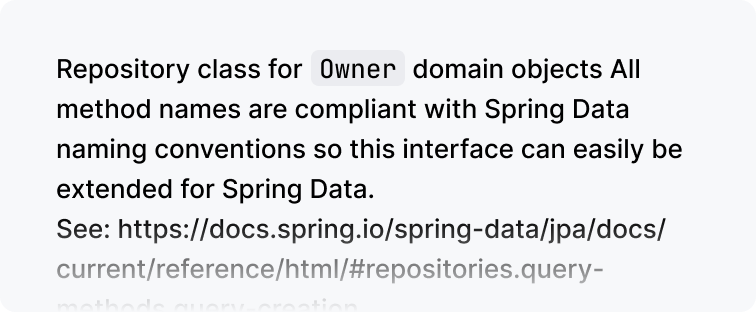 Repository class for Owner domain objects All
method names are compliant with Spring Data
naming conventions so this interface can easily be
extended for Spring Data.
See: https://docs.spring.io/spring-data/jpa/docs/
current/reference/html/#repositories.query-
methods.query-creation